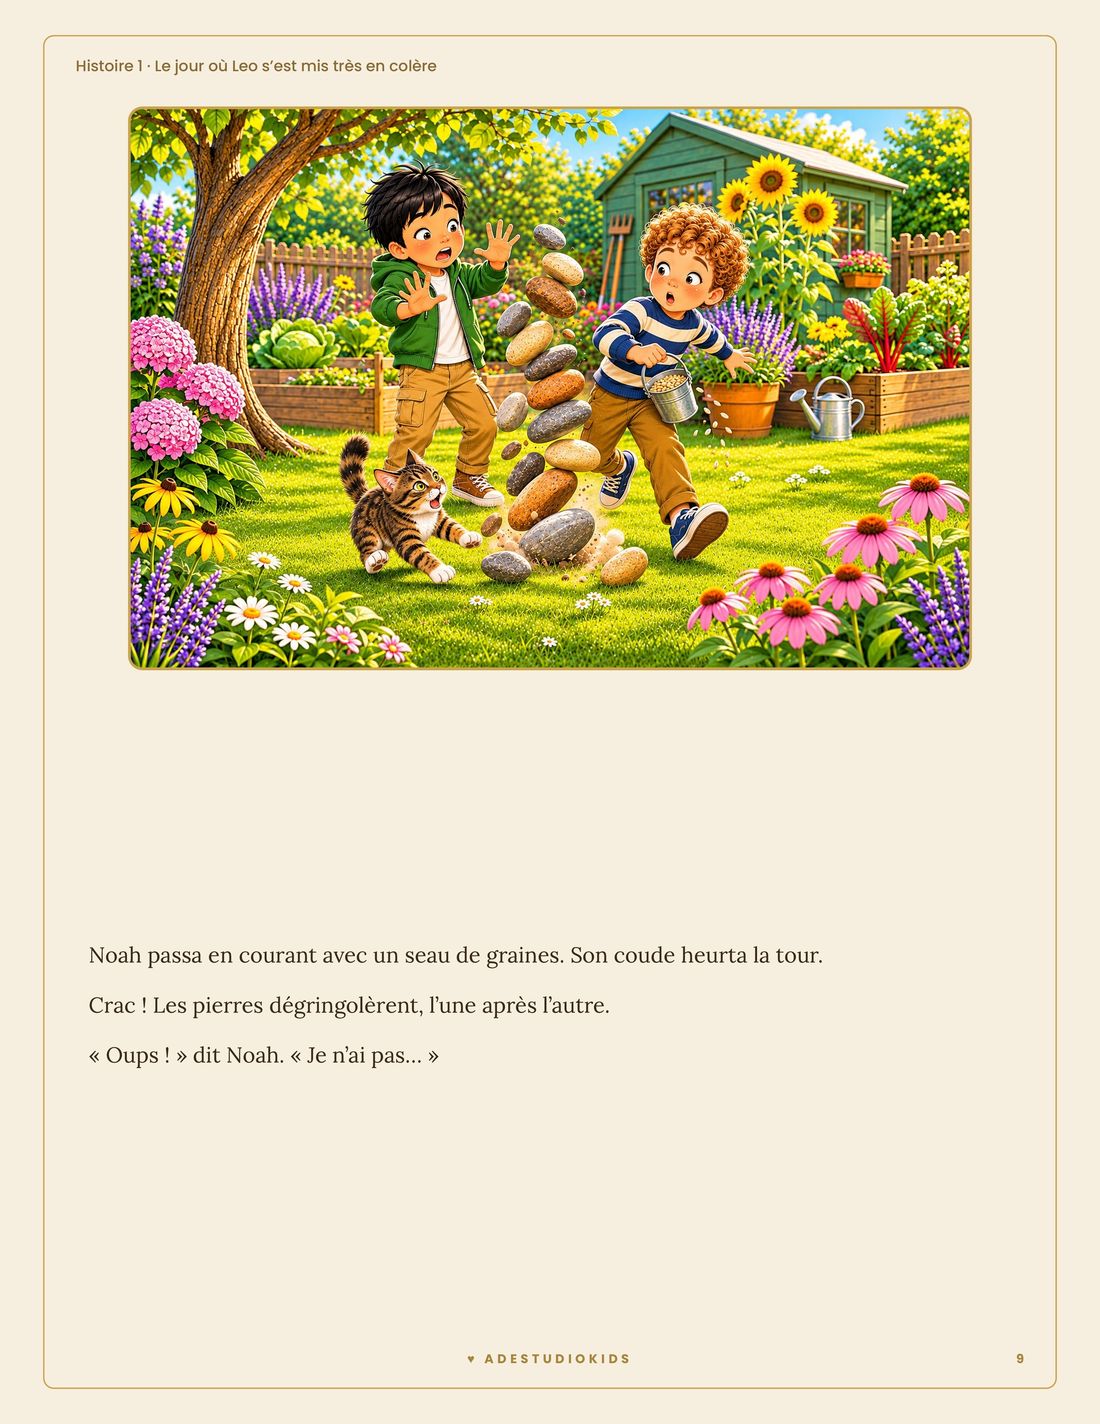 Histoire 1 · Le jour où Leo s’est mis très en colère
Noah passa en courant avec un seau de graines. Son coude heurta la tour.
Crac ! Les pierres dégringolèrent, l’une après l’autre.
« Oups ! » dit Noah. « Je n’ai pas… »
♥ ADESTUDIOKIDS
9